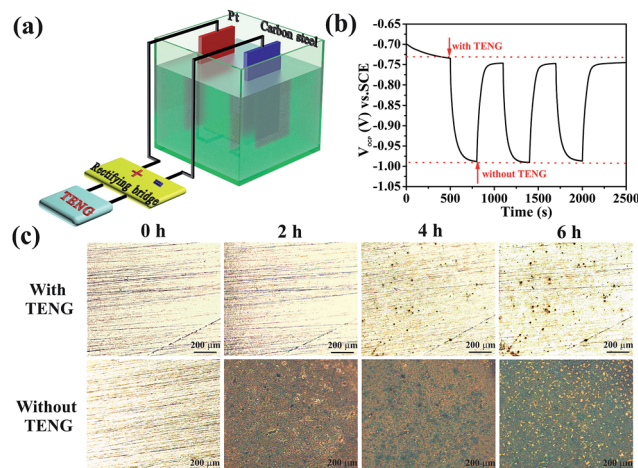 (a)
Pt
Carbon steel
Rectifying bridge
TENG
(b)
with TENG
without TENG
V_OCP (V) vs.SCE
-0.65
-0.70
-0.75
-0.80
-0.85
-0.90
-0.95
-1.00
-1.05
0 500 1000 1500 2000 2500
Time (s)
(c)
0 h 2 h 4 h 6 h
With
TENG
200 μm 200 μm 200 μm 200 μm
Without
TENG
200 μm 200 μm 200 μm 200 μm